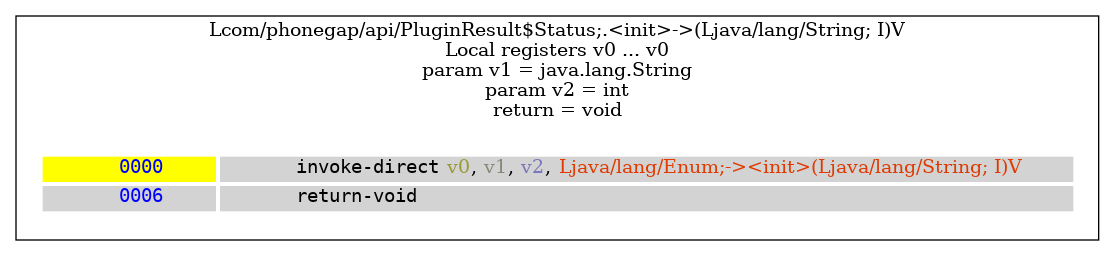 Lcom/phonegap/api/PluginResult$Status;.<init>->(Ljava/lang/String; I)V
Local registers v0 ... v0
param v1 = java.lang.String
param v2 = int
return = void
0000 invoke-direct v0, v1, v2, Ljava/lang/Enum;-><init>(Ljava/lang/String; I)V
0006 return-void